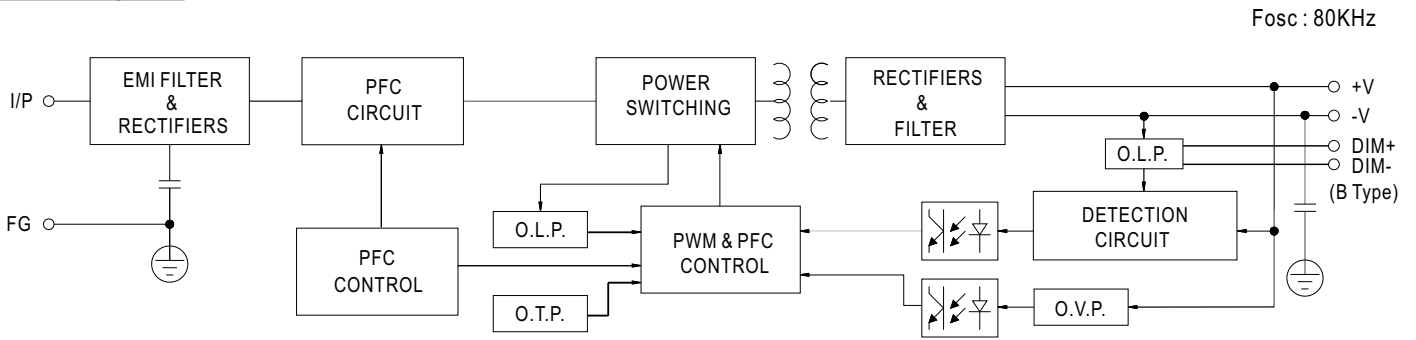 Fosc : 80KHz
I/P
EMI FILTER
&
RECTIFIERS
PFC
CIRCUIT
POWER
SWITCHING
RECTIFIERS
&
FILTER
+V
-V
DIM+
DIM-
(B Type)
O.L.P.
FG
O.L.P.
PFC
CONTROL
PWM & PFC
CONTROL
DETECTION
CIRCUIT
O.T.P.
O.V.P.